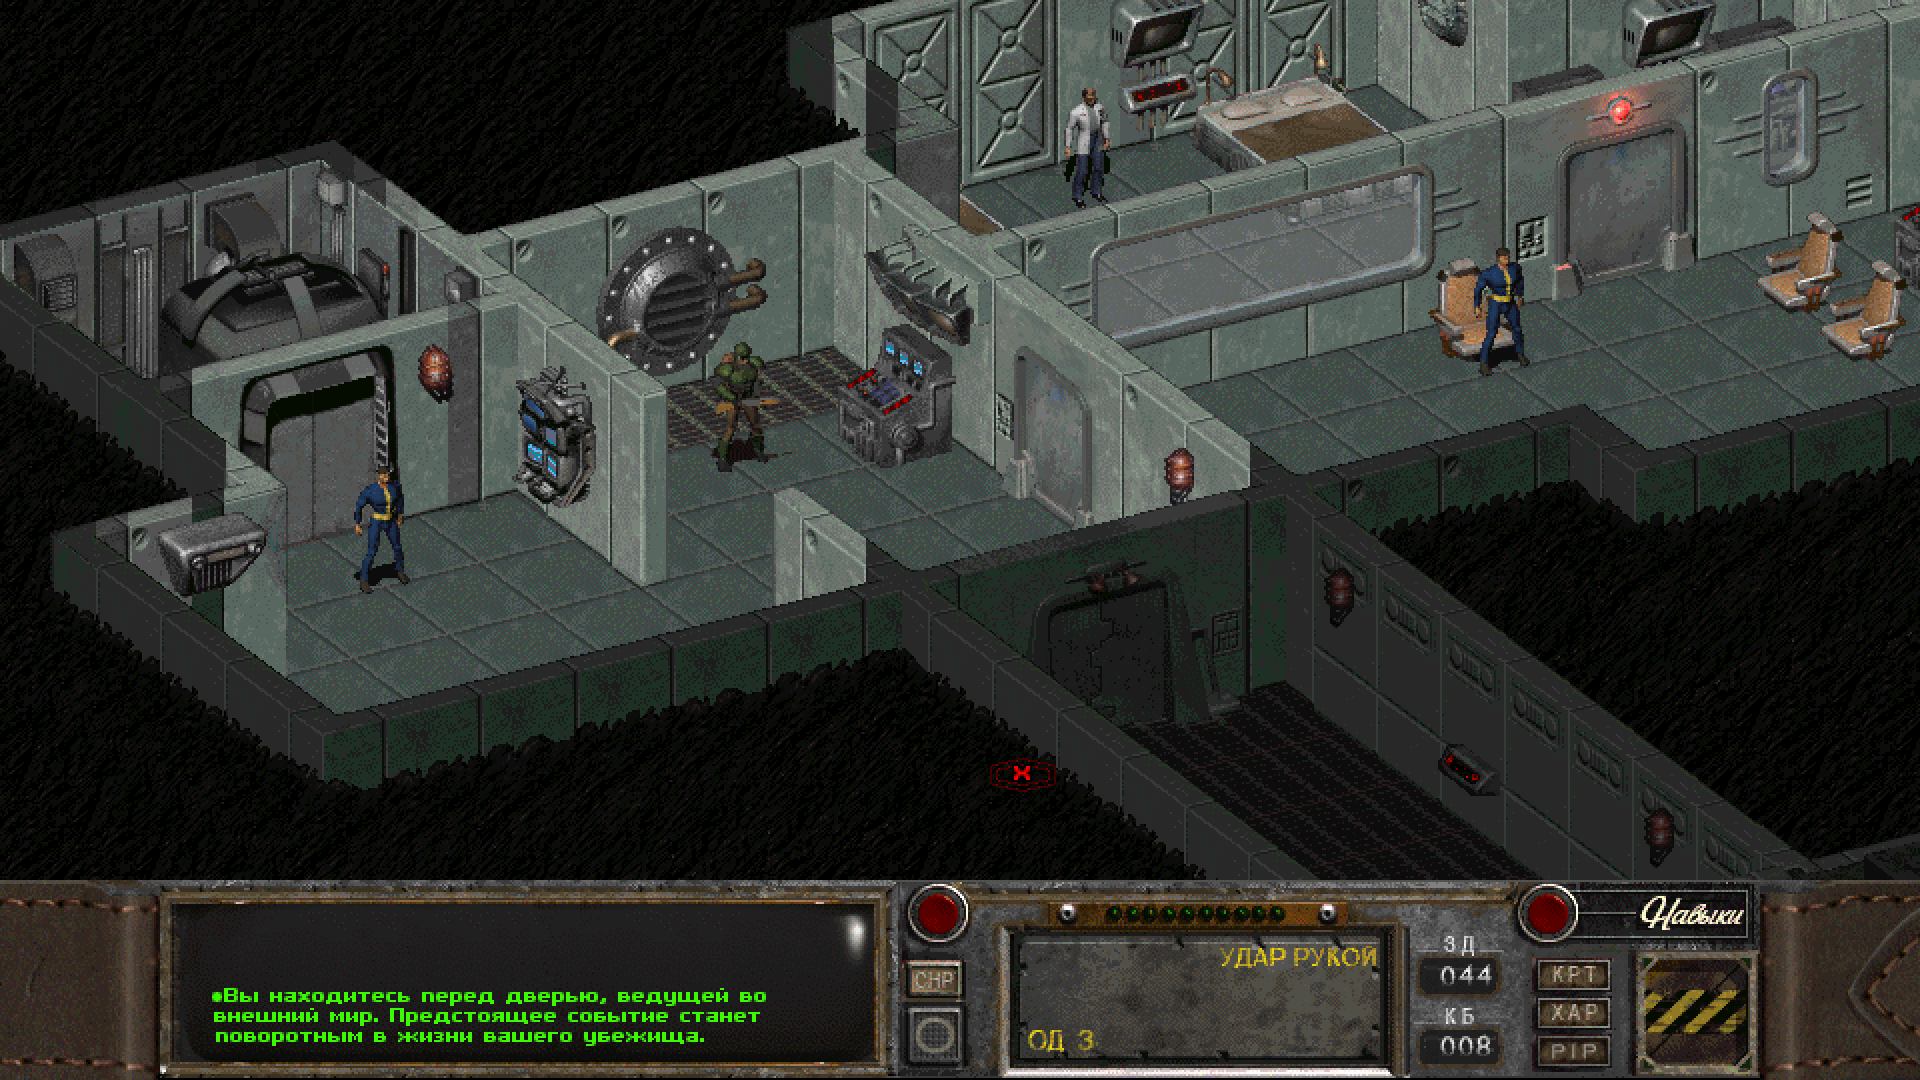 Вы находитесь перед дверью, ведущей во
внешний мир. Предстоящее событие станет
поворотным в жизни вашего убежища.
СНР
УДАР РУКОЙ
ОД 3
ЗД
044
КБ
008
Навыки
КРТ
ХАР
PIP